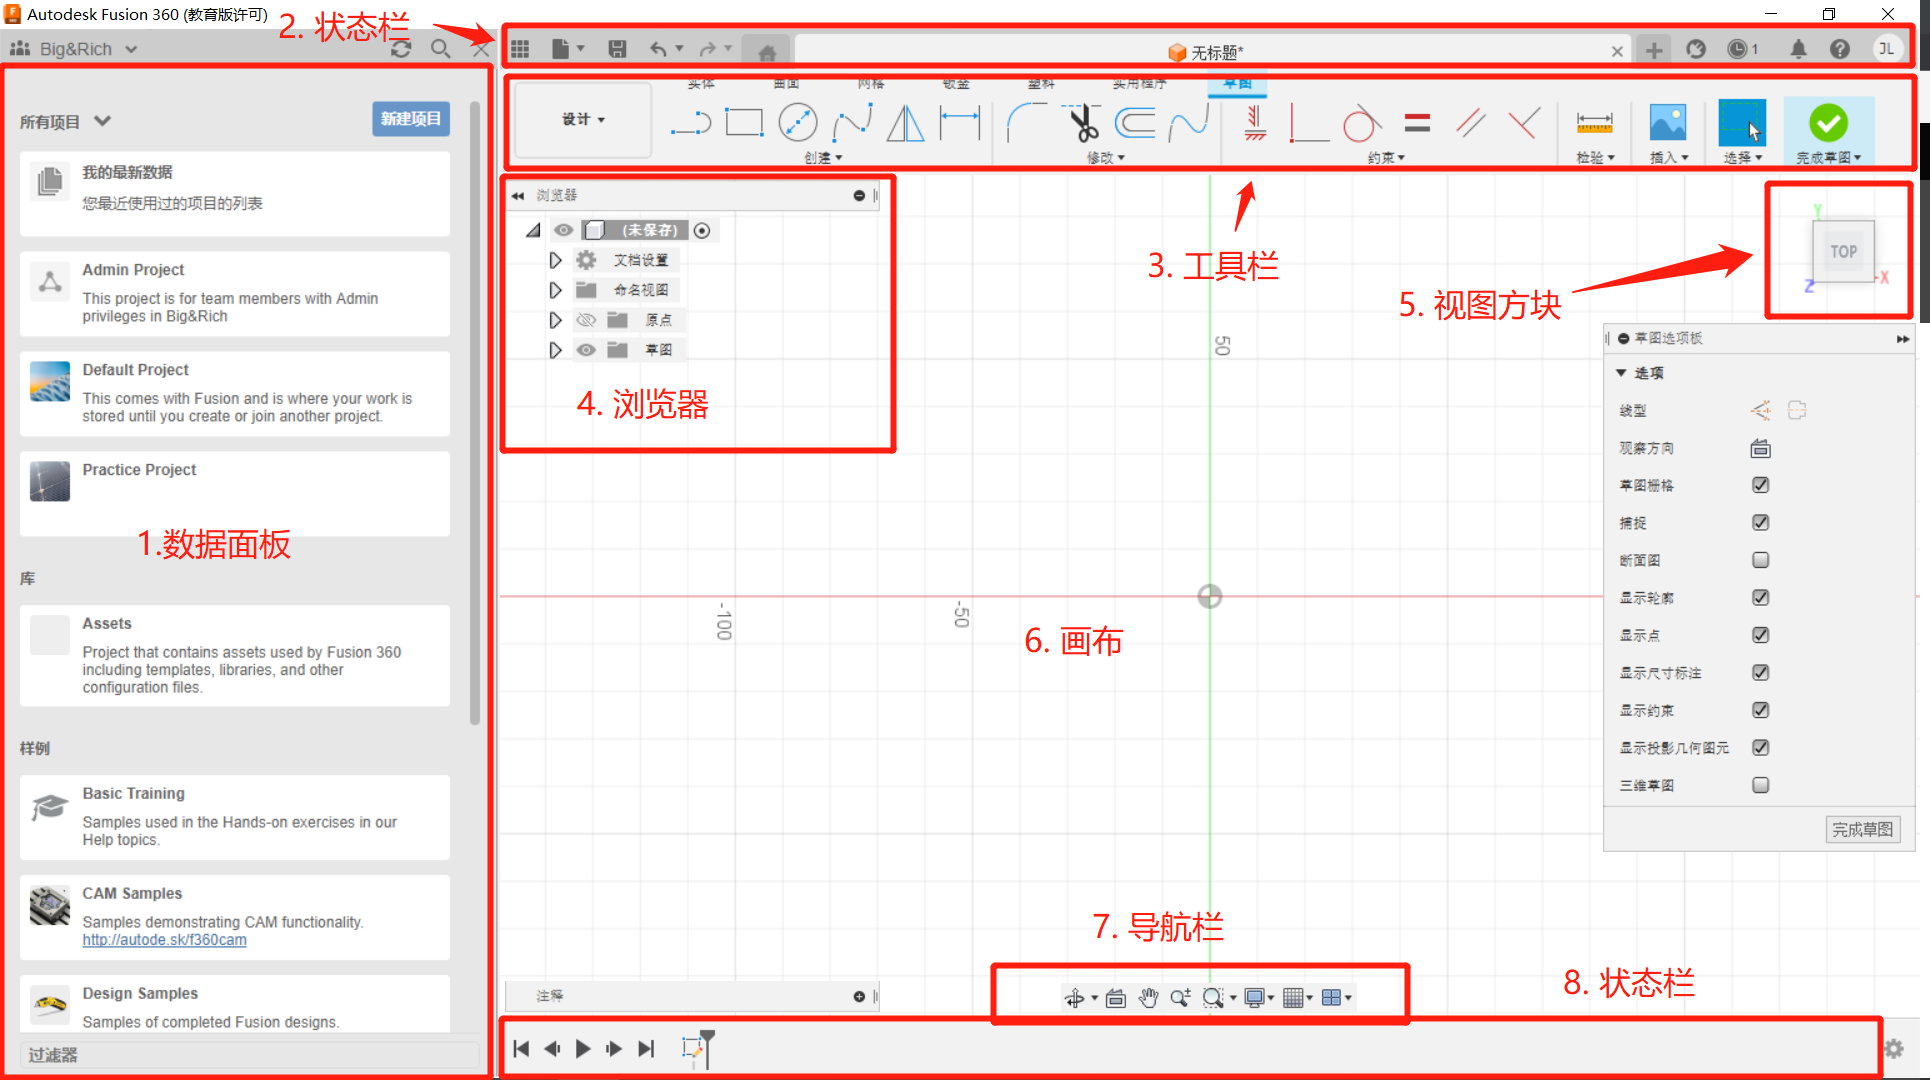 Autodesk Fusion 360 (教育版许可)
2. 状态栏
Big&Rich
无标题*
1
JL
所有项目
新建项目
我的最新数据
您最近使用过的项目的列表
Admin Project
This project is for team members with Admin
privileges in Big&Rich
Default Project
This comes with Fusion and is where your work is
stored until you create or join another project.
Practice Project
1.数据面板
库
Assets
Project that contains assets used by Fusion 360
including templates, libraries, and other
configuration files.
样例
Basic Training
Samples used in the Hands-on exercises in our
Help topics.
CAM Samples
Samples demonstrating CAM functionality.
http://autode.sk/f360cam
Design Samples
Samples of completed Fusion designs.
过滤器
实体 曲面 网格 钣金 塑料 实用程序 草图
设计
创建 修改 约束 检验 插入 选择 完成草图
3. 工具栏
浏览器
(未保存)
文档设置
命名视图
原点
草图
4. 浏览器
5. 视图方块
Y
TOP
Z
X
50
-100
-50
6. 画布
草图选项板
选项
线型
观察方向
草图栅格
捕捉
断面图
显示轮廓
显示点
显示尺寸标注
显示约束
显示投影几何图元
三维草图
完成草图
7. 导航栏
8. 状态栏
注释